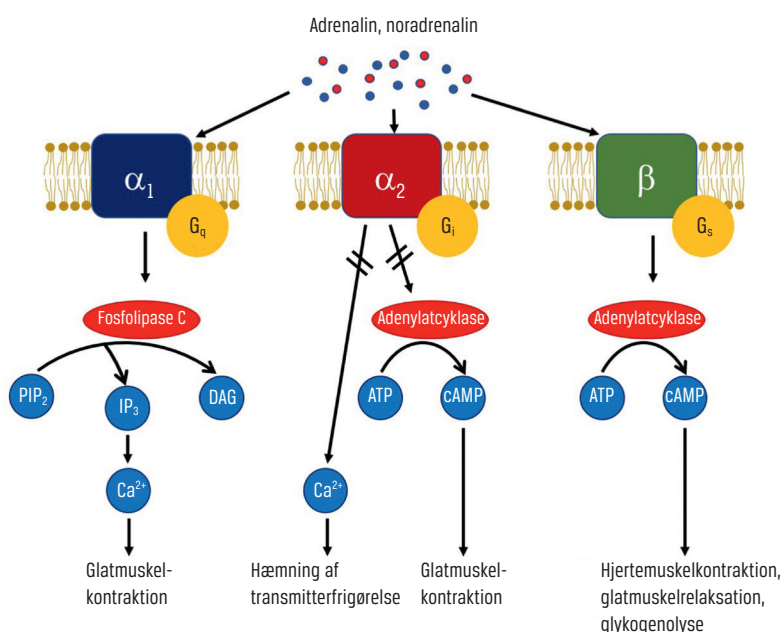 Adrenalin, noradrenalin
α₁
α₂
β
Gq
Gᵢ
Gₛ
Fosfolipase C
Adenylatcyklase
Adenylatcyklase
PIP₂
IP₃
DAG
ATP
cAMP
ATP
cAMP
Ca²⁺
Ca²⁺
Glatmuskel-
kontraktion
Hæmning af
transmitterfrigørelse
Glatmuskel-
kontraktion
Hjertemuskelkontraktion,
glatmuskelrelaksation,
glykogenolyse